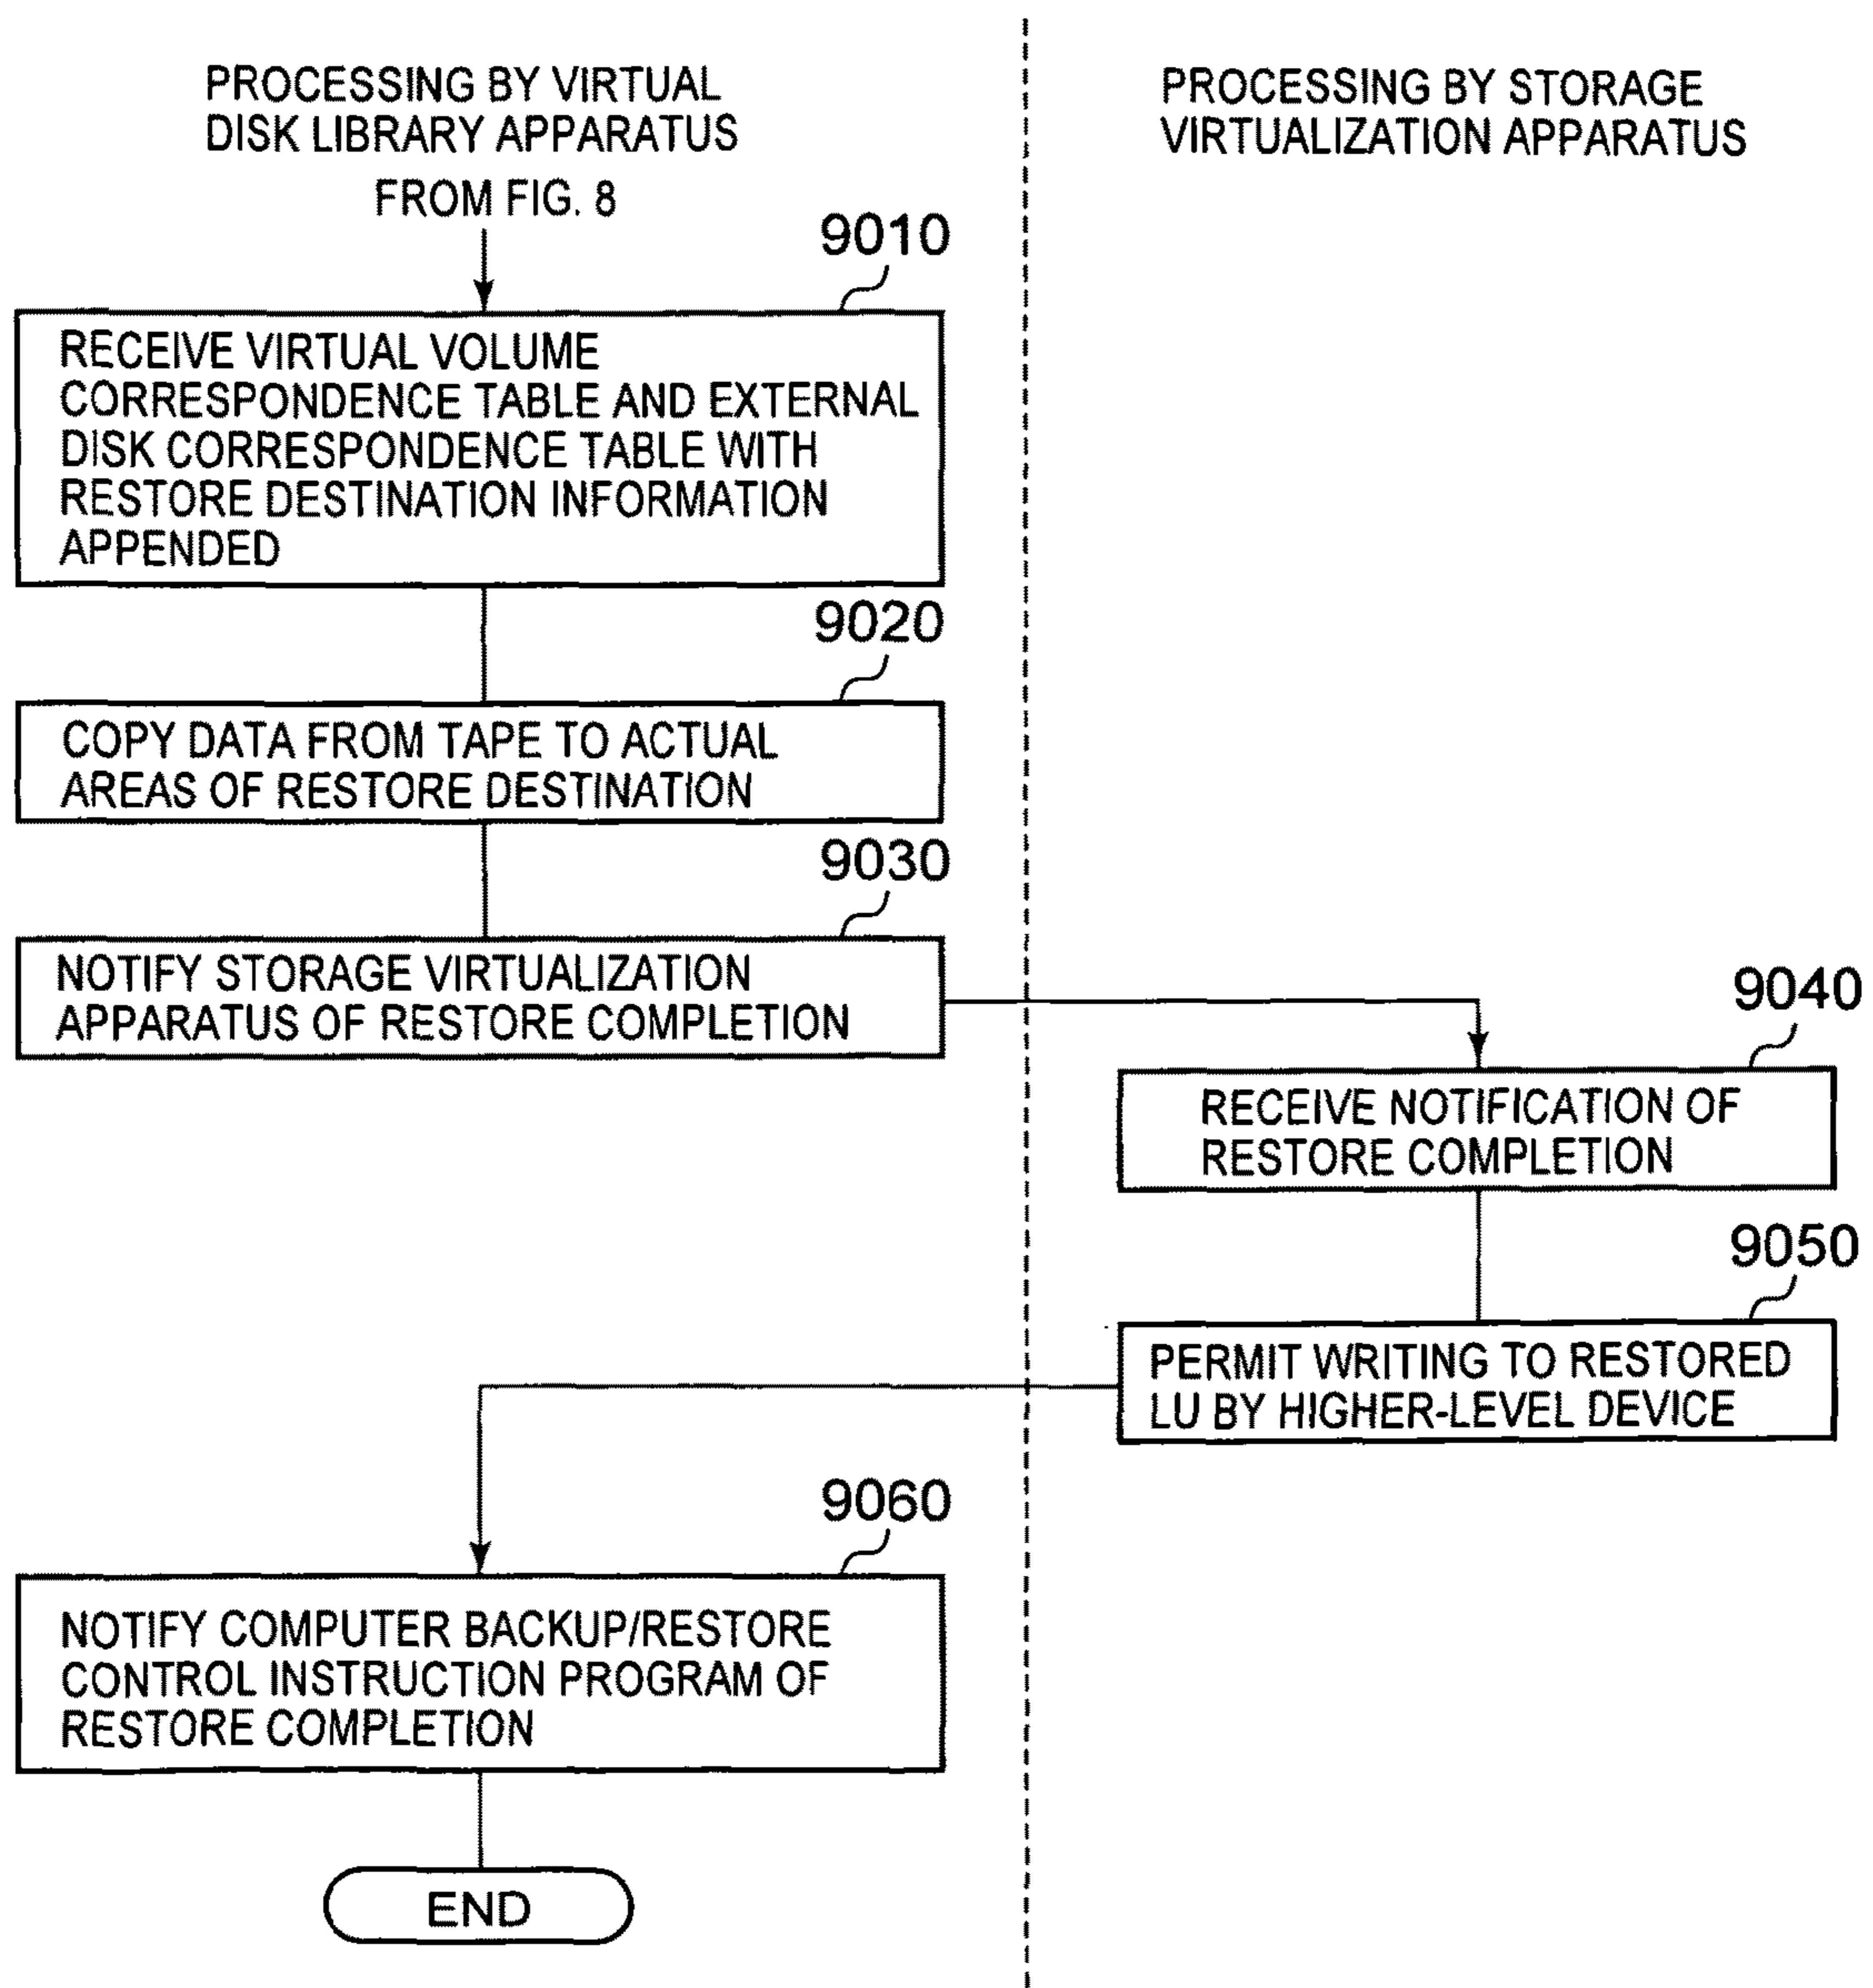 PROCESSING BY VIRTUAL
DISK LIBRARY APPARATUS
FROM FIG. 8
PROCESSING BY STORAGE
VIRTUALIZATION APPARATUS
9010
RECEIVE VIRTUAL VOLUME
CORRESPONDENCE TABLE AND EXTERNAL
DISK CORRESPONDENCE TABLE WITH
RESTORE DESTINATION INFORMATION
APPENDED
9020
COPY DATA FROM TAPE TO ACTUAL
AREAS OF RESTORE DESTINATION
9030
NOTIFY STORAGE VIRTUALIZATION
APPARATUS OF RESTORE COMPLETION
9040
RECEIVE NOTIFICATION OF
RESTORE COMPLETION
9050
PERMIT WRITING TO RESTORED
LU BY HIGHER-LEVEL DEVICE
9060
NOTIFY COMPUTER BACKUP/RESTORE
CONTROL INSTRUCTION PROGRAM OF
RESTORE COMPLETION
END